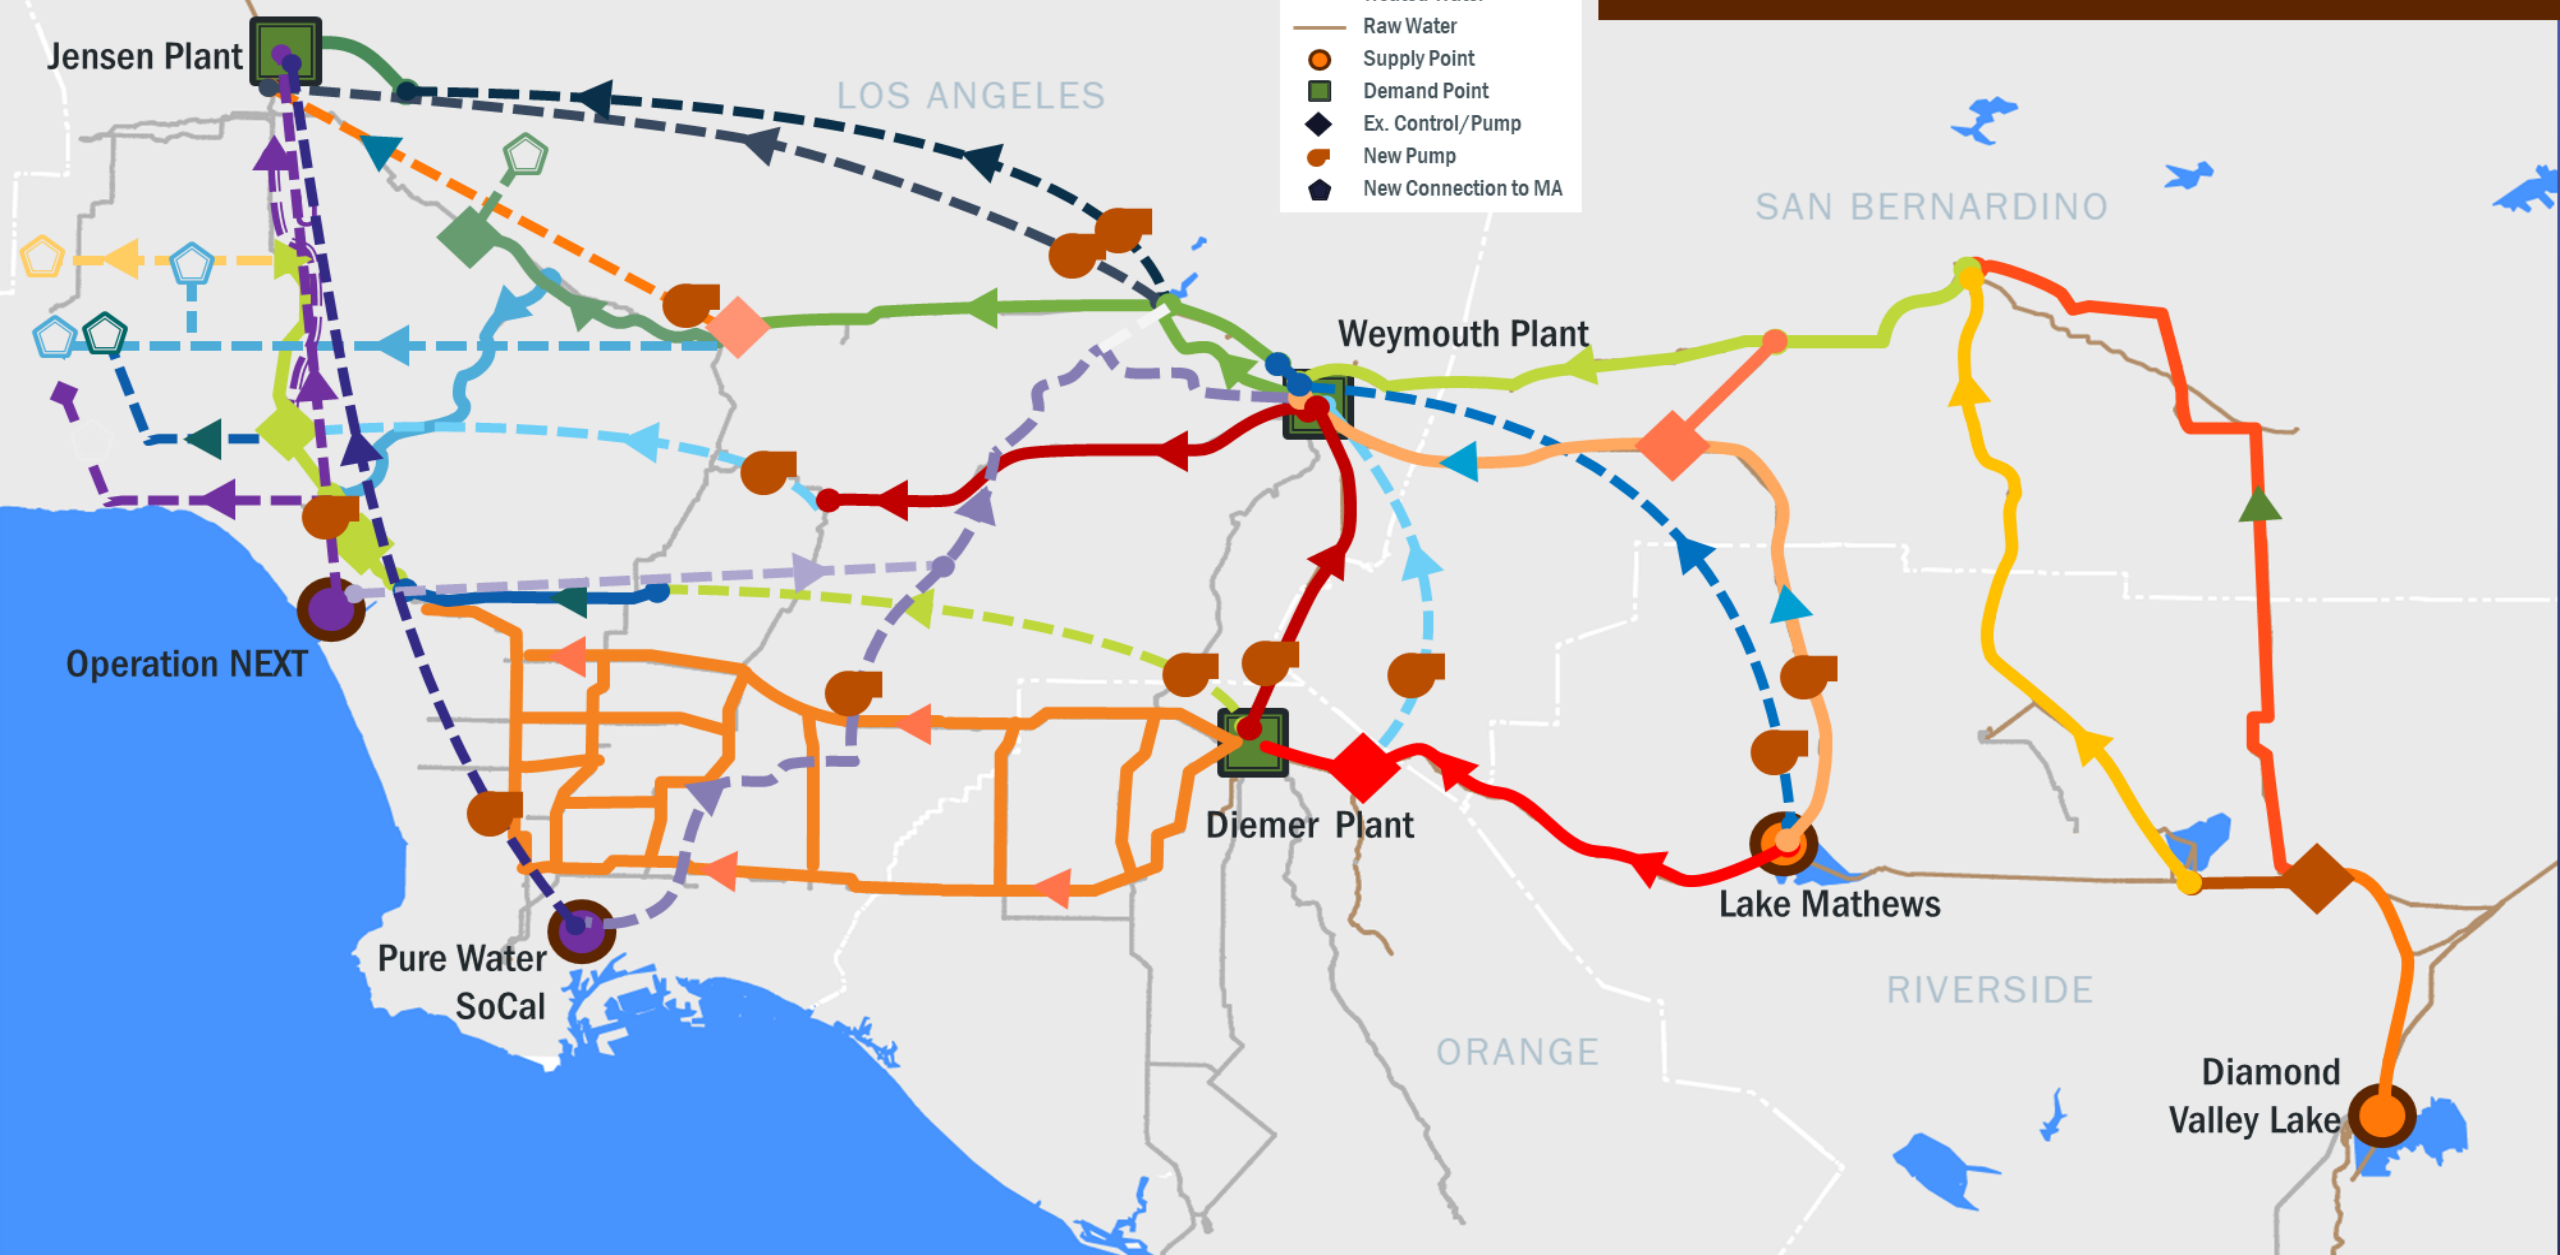 Raw Water
Supply Point
Demand Point
Ex. Control/Pump
New Pump
New Connection to MA
Jensen Plant
LOS ANGELES
SAN BERNARDINO
Weymouth Plant
Operation NEXT
Diemer Plant
Lake Mathews
Pure Water
SoCal
RIVERSIDE
ORANGE
Diamond
Valley Lake